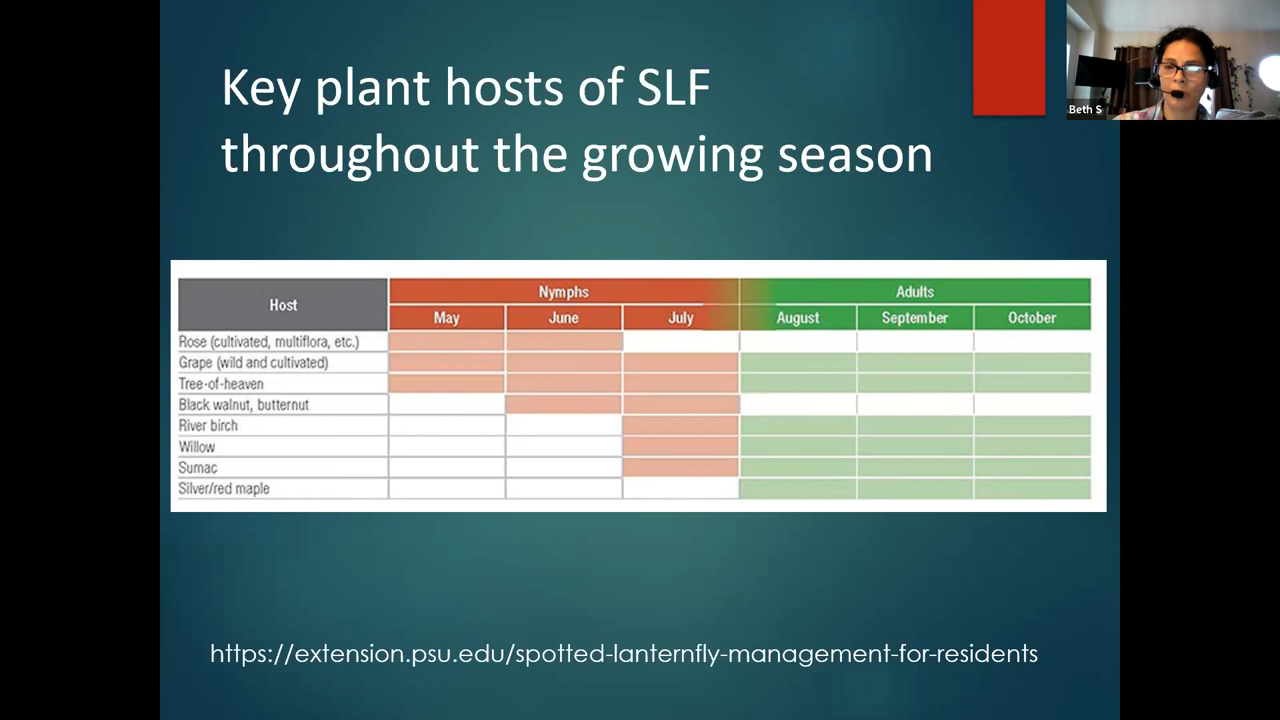 Key plant hosts of SLF
throughout the growing season
Beth S
Host
Nymphs
Adults
May
June
July
August
September
October
Rose (cultivated, multiflora, etc.)
Grape (wild and cultivated)
Tree-of-heaven
Black walnut, butternut
River birch
Willow
Sumac
Silver/red maple
https://extension.psu.edu/spotted-lanternfly-management-for-residents